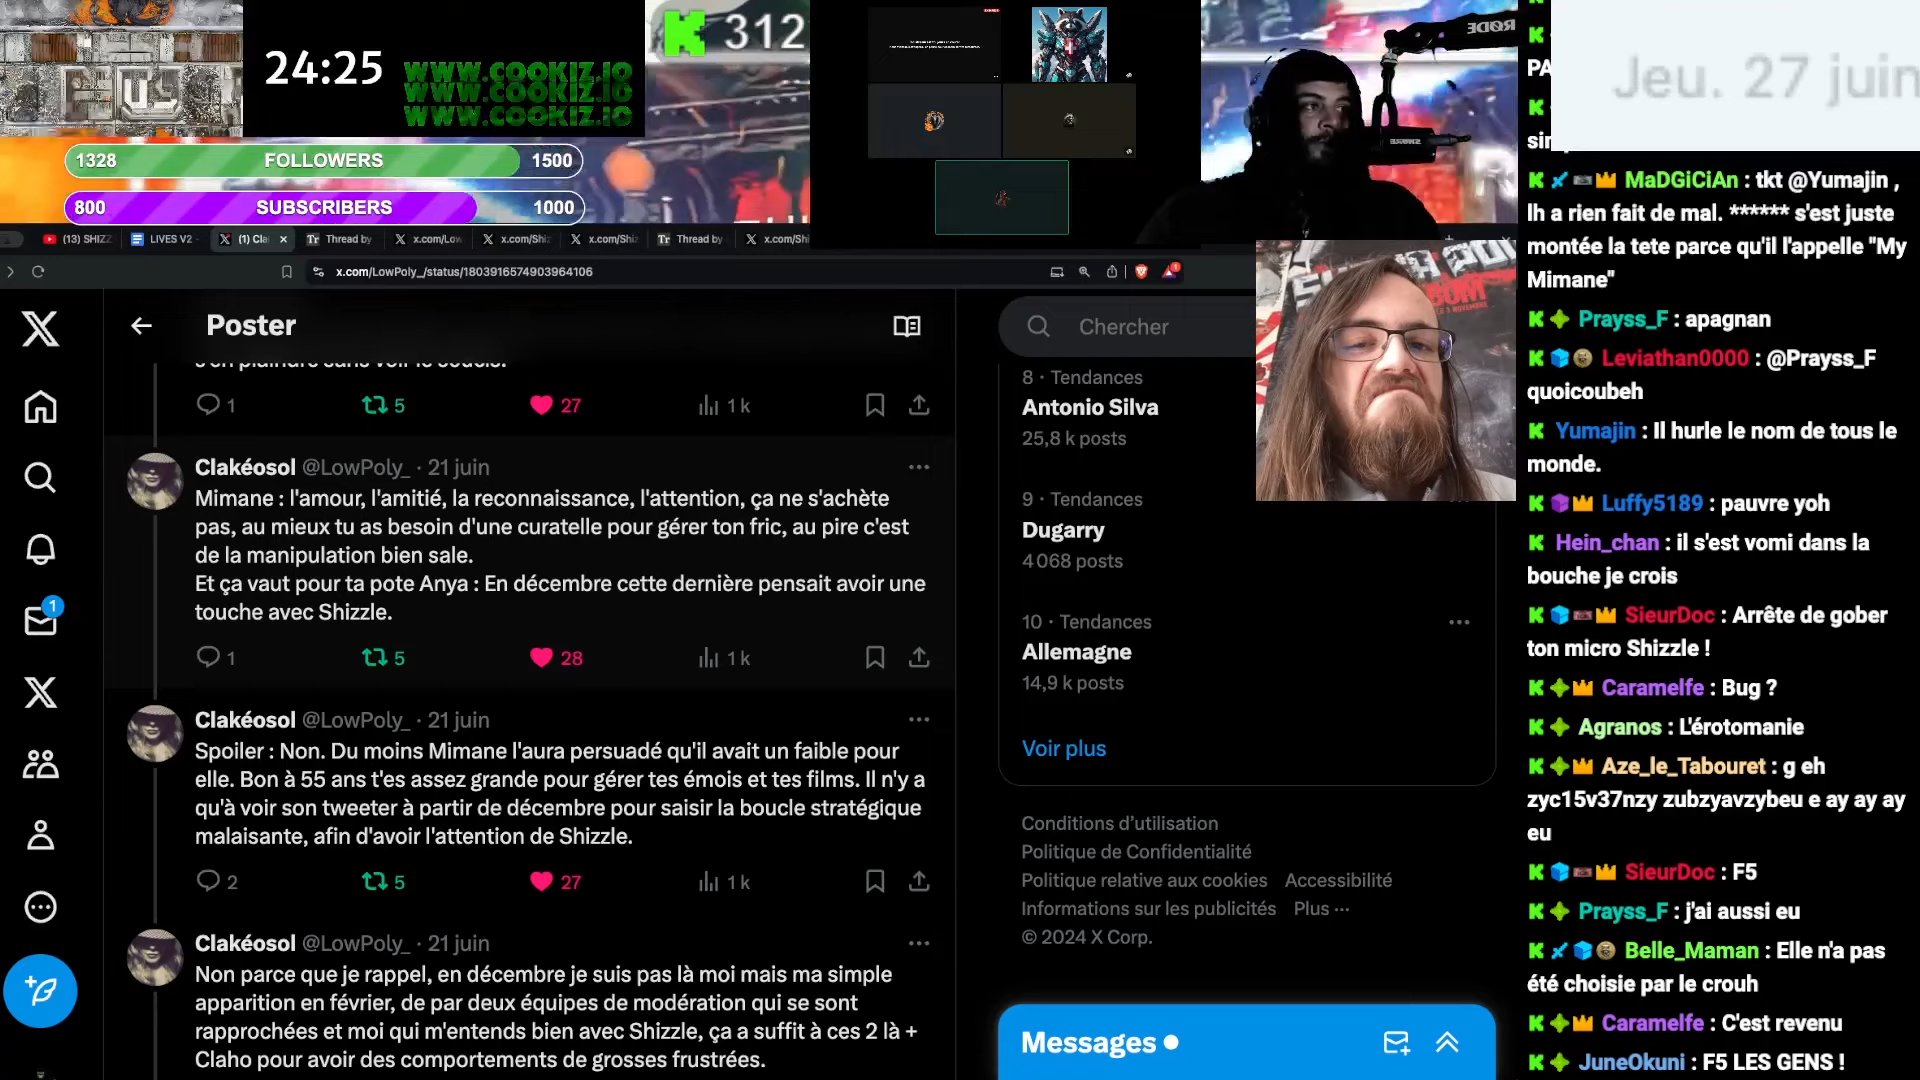 24:25
WWW.COOKIZ.IO
WWW.COOKIZ.IO
WWW.COOKIZ.IO
312
RØDE
1328 FOLLOWERS 1500
800 SUBSCRIBERS 1000
(13) SHIZZ
LIVES V2
(1) Cla
Thread by
x.com/Low
x.com/Shiz
x.com/Shiz
Thread by
x.com/Shi
x.com/LowPoly_/status/1803916574903964106
Poster
s'en plaindre sans voir le soucis.
1 5 27 1 k
Clakéosol @LowPoly_ · 21 juin
Mimane : l'amour, l'amitié, la reconnaissance, l'attention, ça ne s'achète
pas, au mieux tu as besoin d'une curatelle pour gérer ton fric, au pire c'est
de la manipulation bien sale.
Et ça vaut pour ta pote Anya : En décembre cette dernière pensait avoir une
touche avec Shizzle.
1 5 28 1 k
Clakéosol @LowPoly_ · 21 juin
Spoiler : Non. Du moins Mimane l'aura persuadé qu'il avait un faible pour
elle. Bon à 55 ans t'es assez grande pour gérer tes émois et tes films. Il n'y a
qu'à voir son tweeter à partir de décembre pour saisir la boucle stratégique
malaisante, afin d'avoir l'attention de Shizzle.
2 5 27 1 k
Clakéosol @LowPoly_ · 21 juin
Non parce que je rappel, en décembre je suis pas là moi mais ma simple
apparition en février, de par deux équipes de modération qui se sont
rapprochées et moi qui m'entends bien avec Shizzle, ça a suffit à ces 2 là +
Claho pour avoir des comportements de grosses frustrées.
1
Chercher
8 · Tendances
Antonio Silva
25,8 k posts
9 · Tendances
Dugarry
4 068 posts
10 · Tendances
Allemagne
14,9 k posts
Voir plus
Conditions d’utilisation
Politique de Confidentialité
Politique relative aux cookies Accessibilité
Informations sur les publicités Plus ···
© 2024 X Corp.
Messages
Jeu. 27 juin
PA
MaDGiCiAn : tkt @Yumajin ,
lh a rien fait de mal. ****** s'est juste
montée la tete parce qu'il l'appelle "My
Mimane"
Prayss_F : apagnan
Leviathan0000 : @Prayss_F
quoicoubeh
Yumajin : Il hurle le nom de tous le
monde.
Luffy5189 : pauvre yoh
Hein_chan : il s'est vomi dans la
bouche je crois
SieurDoc : Arrête de gober
ton micro Shizzle !
Caramelfe : Bug ?
Agranos : L'érotomanie
Aze_le_Tabouret : g eh
zyc15v37nzy zubzyavzybeu e ay ay ay
eu
SieurDoc : F5
Prayss_F : j'ai aussi eu
Belle_Maman : Elle n'a pas
été choisie par le crouh
Caramelfe : C'est revenu
JuneOkuni : F5 LES GENS !